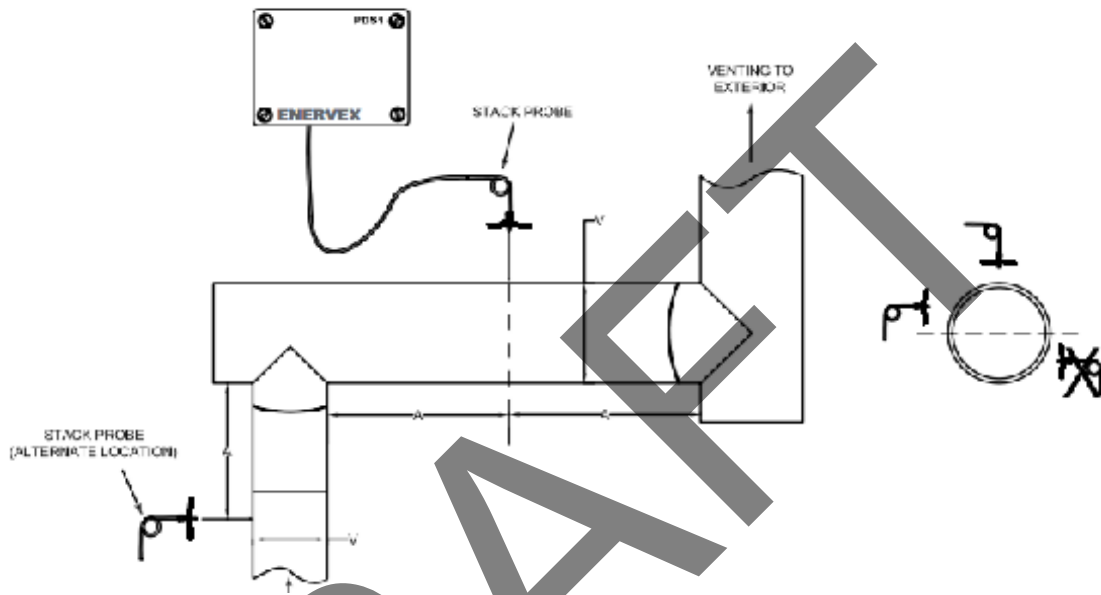 PDS1
ENERVEX
STACK PROBE
VENTING TO
EXTERIOR
V
A
A
A
STACK PROBE
(ALTERNATE LOCATION)
V
DRAFT